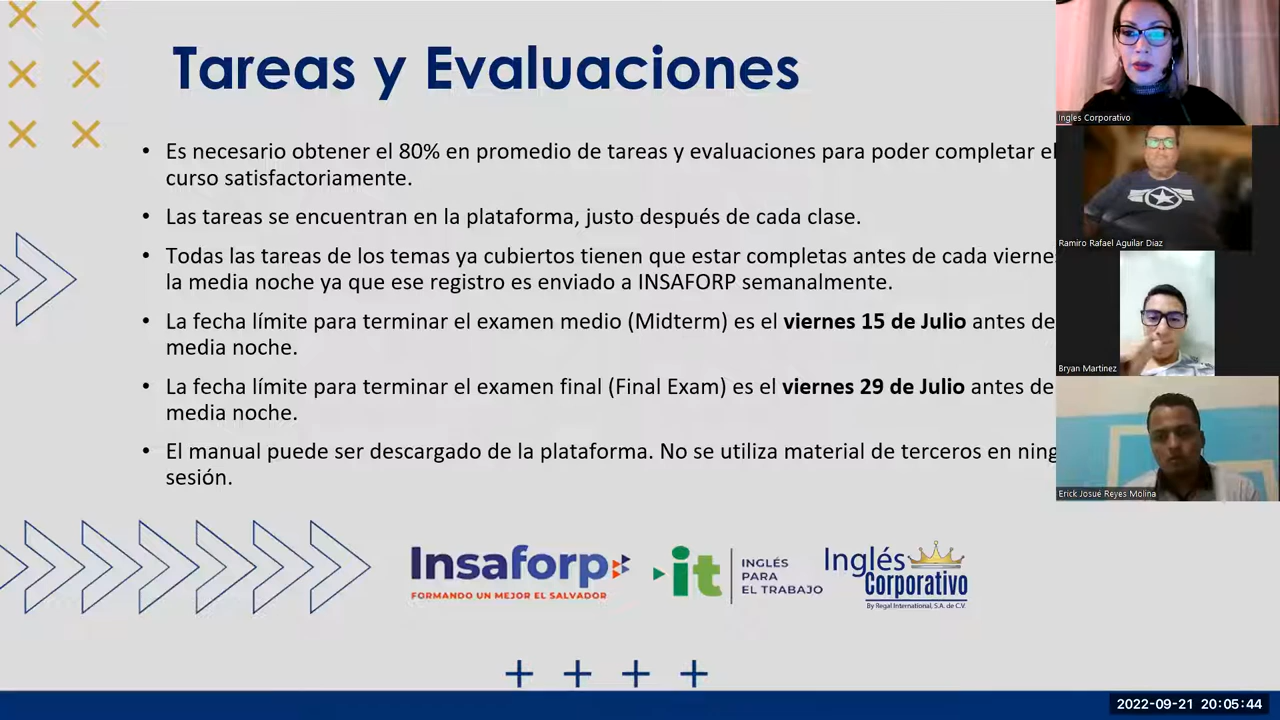 Tareas y Evaluaciones
• Es necesario obtener el 80% en promedio de tareas y evaluaciones para poder completar el
curso satisfactoriamente.
• Las tareas se encuentran en la plataforma, justo después de cada clase.
• Todas las tareas de los temas ya cubiertos tienen que estar completas antes de cada vierne
la media noche ya que ese registro es enviado a INSAFORP semanalmente.
• La fecha límite para terminar el examen medio (Midterm) es el viernes 15 de Julio antes de
media noche.
• La fecha límite para terminar el examen final (Final Exam) es el viernes 29 de Julio antes de
media noche.
• El manual puede ser descargado de la plataforma. No se utiliza material de terceros en ning
sesión.
Insaforp
FORMANDO UN MEJOR EL SALVADOR
it
INGLÉS
PARA
EL TRABAJO
Inglés
Corporativo
By Regal International, S.A. de C.V.
Ingles Corporativo
Ramiro Rafael Aguilar Diaz
Bryan Martinez
Erick Josué Reyes Molina
2022-09-21 20:05:44